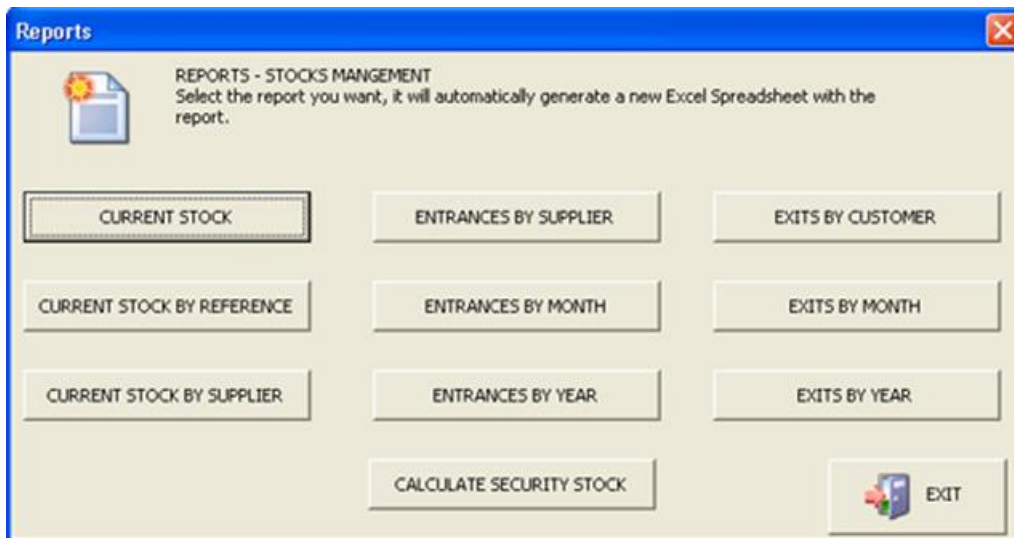 Reports
REPORTS - STOCKS MANGEMENT
Select the report you want, it will automatically generate a new Excel Spreadsheet with the
report.
CURRENT STOCK
ENTRANCES BY SUPPLIER
EXITS BY CUSTOMER
CURRENT STOCK BY REFERENCE
ENTRANCES BY MONTH
EXITS BY MONTH
CURRENT STOCK BY SUPPLIER
ENTRANCES BY YEAR
EXITS BY YEAR
CALCULATE SECURITY STOCK
EXIT